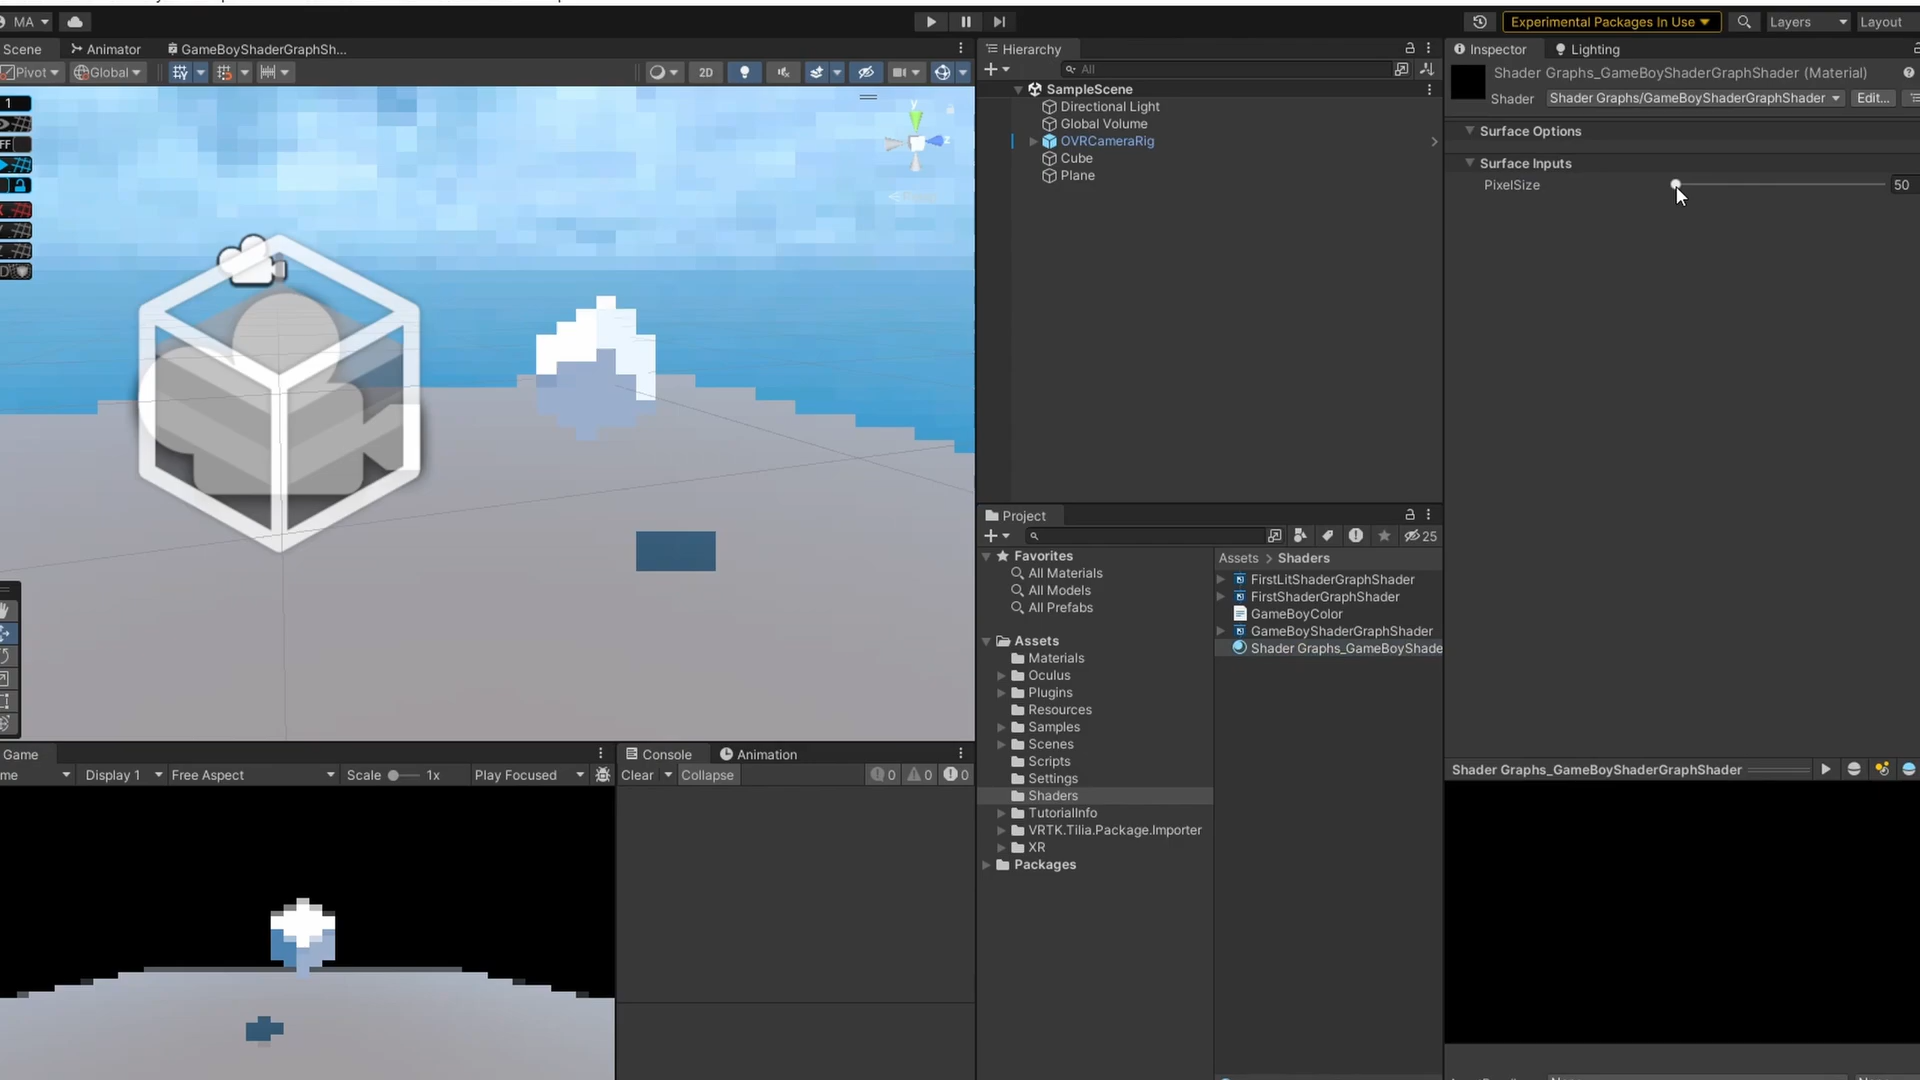 MA
Experimental Packages In Use
Layers
Layout
Scene
Animator
GameBoyShaderGraphSh...
Hierarchy
Inspector
Lighting
Pivot
Global
2D
All
Shader Graphs_GameBoyShaderGraphShader (Material)
Shader
Shader Graphs/GameBoyShaderGraphShader
Edit...
SampleScene
Directional Light
Global Volume
OVRCameraRig
Cube
Plane
Surface Options
Surface Inputs
PixelSize
50
1
y
z
Project
25
Favorites
All Materials
All Models
All Prefabs
Assets
Materials
Oculus
Plugins
Resources
Samples
Scenes
Scripts
Settings
Shaders
TutorialInfo
VRTK.Tilia.Package.Importer
XR
Packages
Assets > Shaders
FirstLitShaderGraphShader
FirstShaderGraphShader
GameBoyColor
GameBoyShaderGraphShader
Shader Graphs_GameBoyShade
Game
Console
Animation
me
Display 1
Free Aspect
Scale
1x
Play Focused
Clear
Collapse
0
0
0
Shader Graphs_GameBoyShaderGraphShader